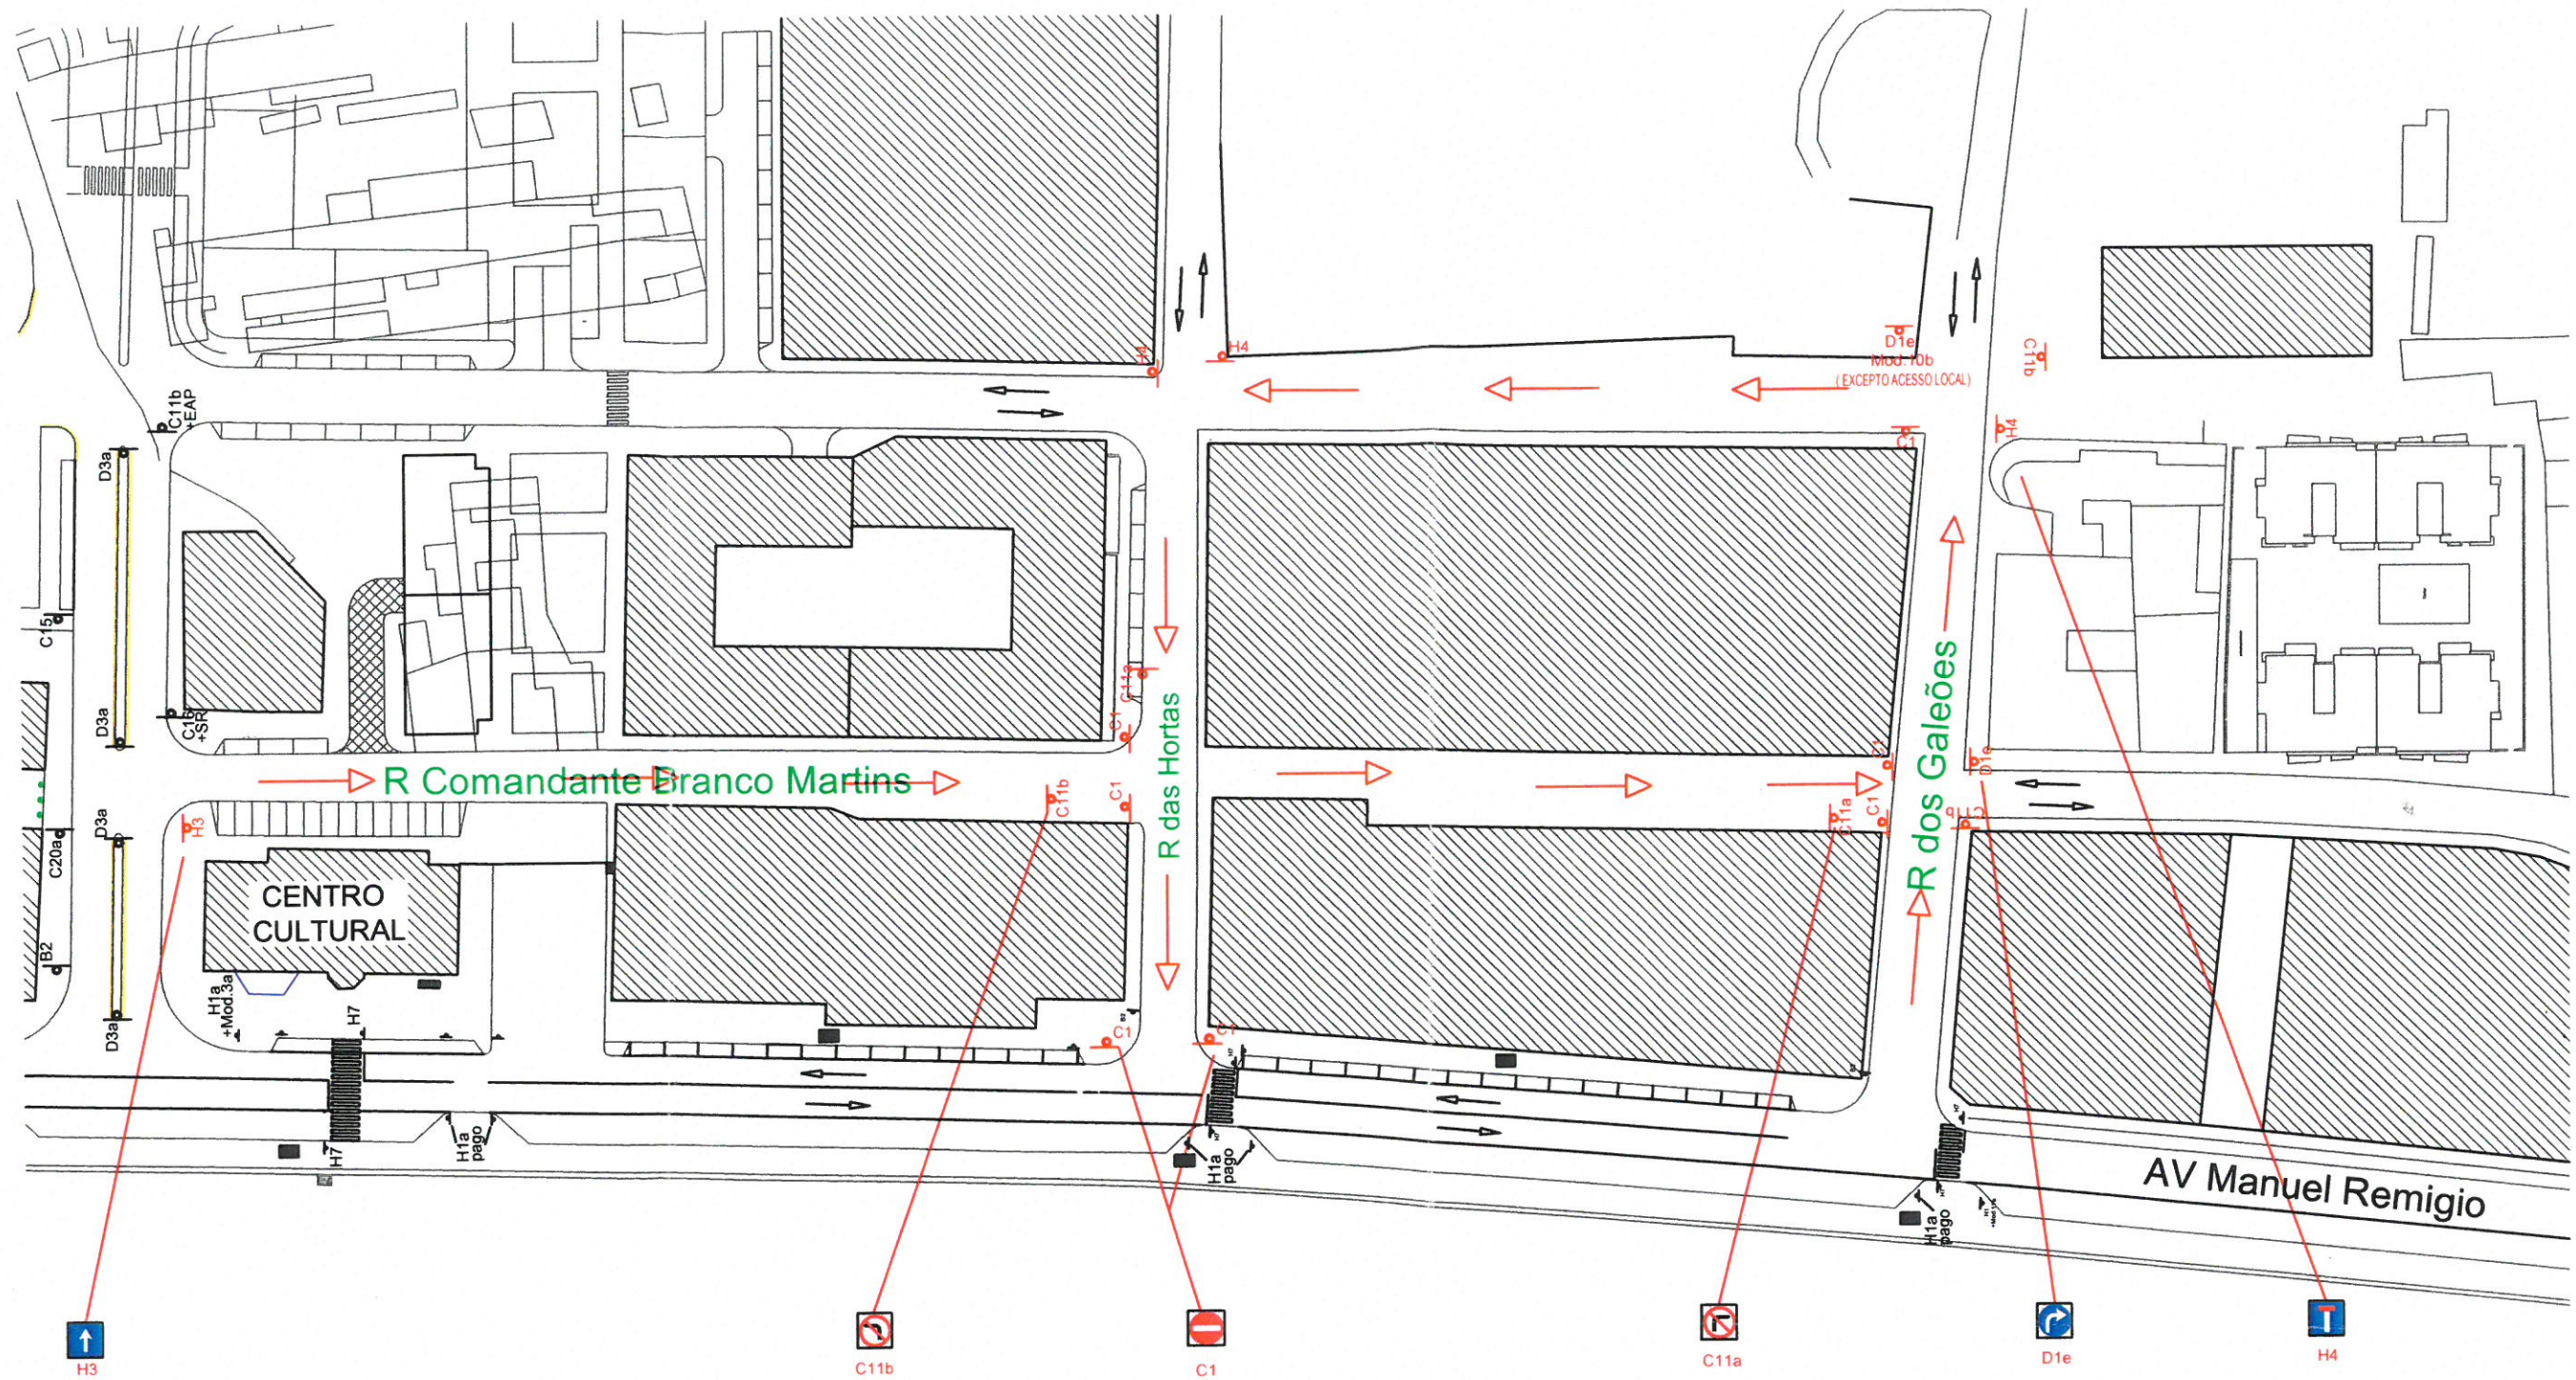 H4
H4
D1e
Mod.10b
(EXCEPTO ACESSO LOCAL)
C11b
C11b
+EAP
D3a
H4
C1
C15
C11a
D3a
C16
+SR
C1
R das Hortas
R dos Galeões
C1
D1e
R Comandante Branco Martins
C11b
C1
C11a
C1
C11b
D3a
H3
C20a
CENTRO
CULTURAL
B2
H1a
+Mod.3a
H7
D3a
C1
C1
H7
H1a
pago
H1a
pago
H1a
pago
AV Manuel Remigio
H3
C11b
C1
C11a
D1e
H4